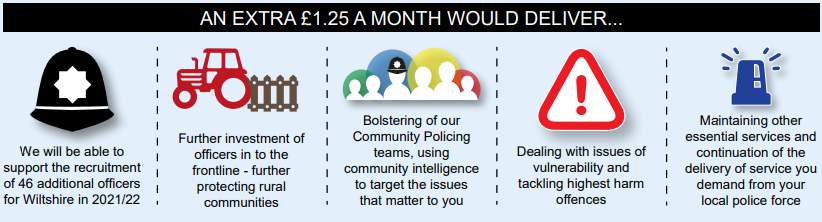 AN EXTRA £1.25 A MONTH WOULD DELIVER...
We will be able to
support the recruitment
of 46 additional officers
for Wiltshire in 2021/22
Further investment of
officers in to the
frontline - further
protecting rural
communities
Bolstering of our
Community Policing
teams, using
community intelligence
to target the issues
that matter to you
Dealing with issues of
vulnerability and
tackling highest harm
offences
Maintaining other
essential services and
continuation of the
delivery of service you
demand from your
local police force